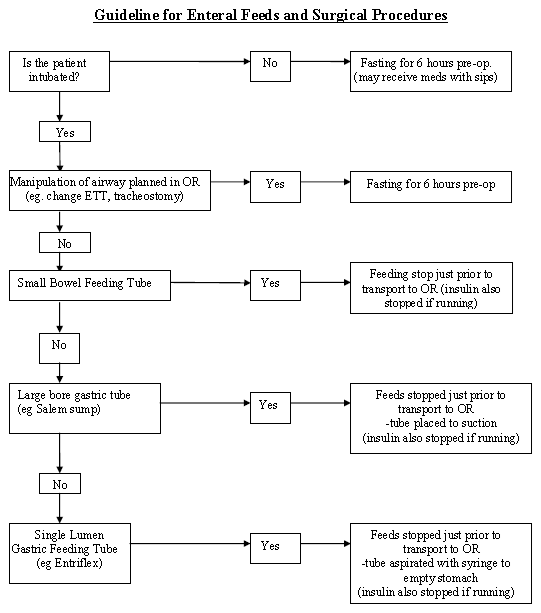 Guideline for Enteral Feeds and Surgical Procedures
Is the patient
intubated?
No
Fasting for 6 hours pre-op.
(may receive meds with sips)
Yes
Manipulation of airway planned in OR
(eg. change ETT, tracheostomy)
Yes
Fasting for 6 hours pre-op
No
Small Bowel Feeding Tube
Yes
Feeding stop just prior to
transport to OR (insulin also
stopped if running)
No
Large bore gastric tube
(eg Salem sump)
Yes
Feeds stopped just prior to
transport to OR
-tube placed to suction
(insulin also stopped if running)
No
Single Lumen
Gastric Feeding Tube
(eg Entriflex)
Yes
Feeds stopped just prior to
transport to OR
-tube aspirated with syringe to
empty stomach
(insulin also stopped if running)